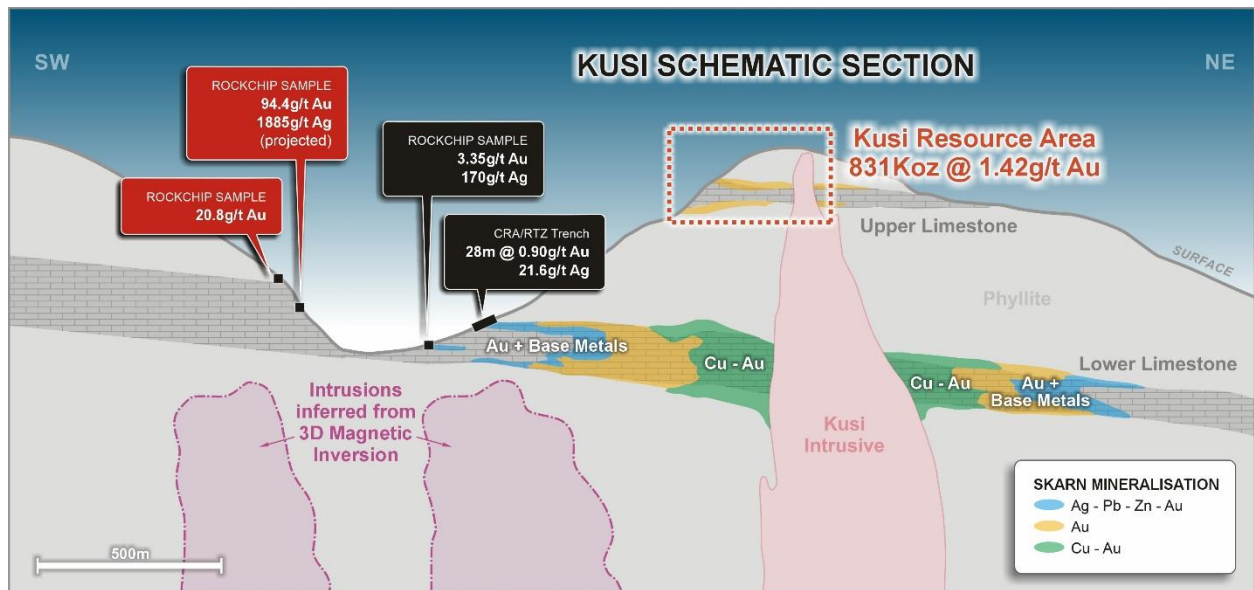 SW
KUSI SCHEMATIC SECTION
NE
ROCKCHIP SAMPLE
94.4g/t Au
1885g/t Ag
(projected)
ROCKCHIP SAMPLE
20.8g/t Au
ROCKCHIP SAMPLE
3.35g/t Au
170g/t Ag
CRA/RTZ Trench
28m @ 0.90g/t Au
21.6g/t Ag
Kusi Resource Area
831Koz @ 1.42g/t Au
Upper Limestone
SURFACE
Phyllite
Lower Limestone
Au + Base Metals
Cu - Au
Cu - Au
Au +
Base Metals
Intrusions
inferred from
3D Magnetic
Inversion
Kusi
Intrusive
SKARN MINERALISATION
Ag - Pb - Zn - Au
Au
Cu - Au
500m